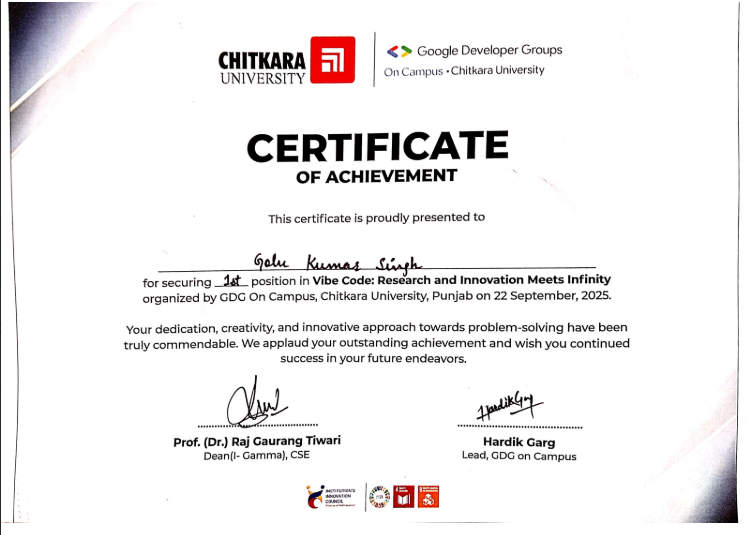 CHITKARA
UNIVERSITY
Google Developer Groups
On Campus • Chitkara University
CERTIFICATE
OF ACHIEVEMENT
This certificate is proudly presented to
Golu Kumar Singh
for securing 1st position in Vibe Code: Research and Innovation Meets Infinity
organized by GDG On Campus, Chitkara University, Punjab on 22 September, 2025.
Your dedication, creativity, and innovative approach towards problem-solving have been
truly commendable. We applaud your outstanding achievement and wish you continued
success in your future endeavors.
HardikGarg
Prof. (Dr.) Raj Gaurang Tiwari
Dean(I- Gamma), CSE
Hardik Garg
Lead, GDG on Campus
INSTITUTION'S
INNOVATION
COUNCIL